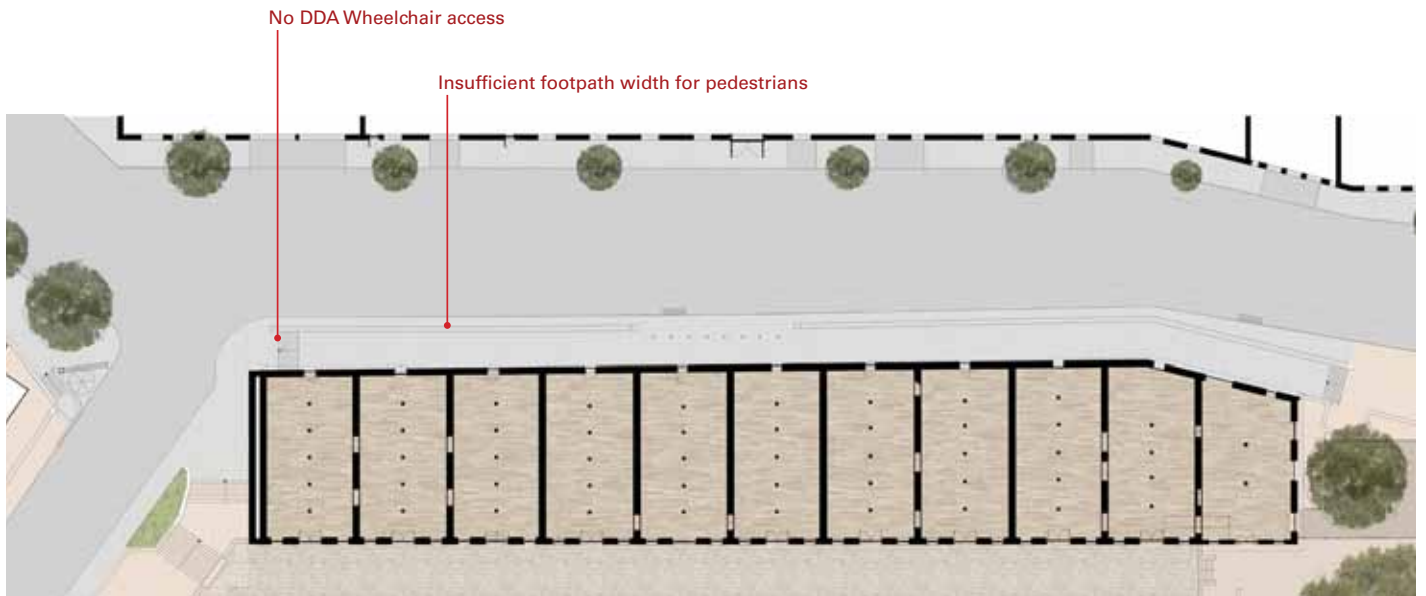 No DDA Wheelchair access
Insufficient footpath width for pedestrians